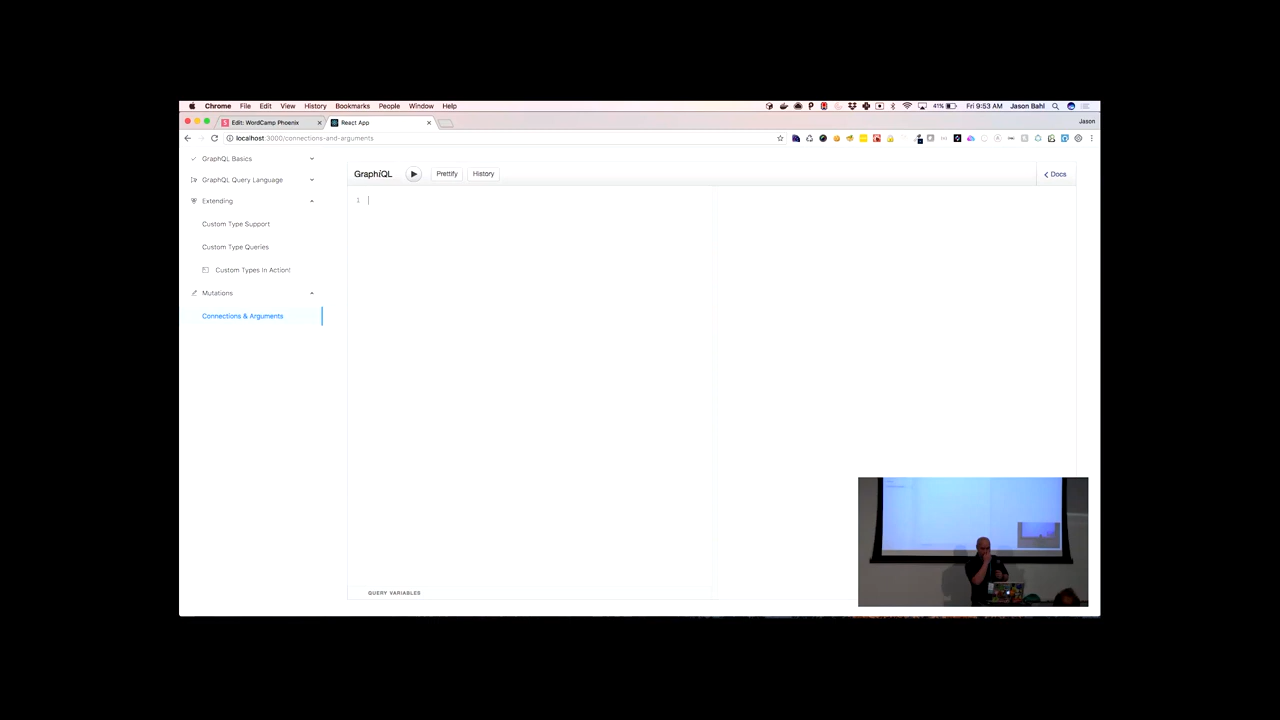 Chrome File Edit View History Bookmarks People Window Help 41% Fri 9:53 AM Jason Bahl
Edit: WordCamp Phoenix React App Jason
localhost:3000/connections-and-arguments
GraphQL Basics
GraphiQL Prettify History Docs
GraphQL Query Language
Extending
1
Custom Type Support
Custom Type Queries
Custom Types In Action!
Mutations
Connections & Arguments
QUERY VARIABLES